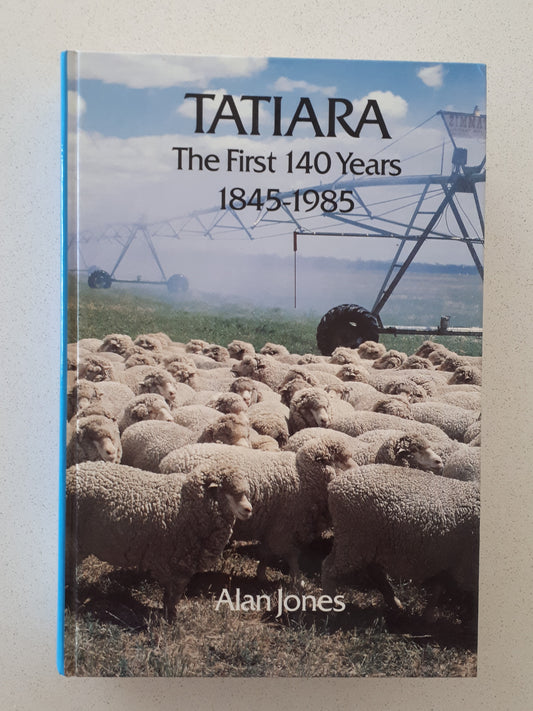 TATIARA
The First 140 Years
1845-1985
Alan Jones